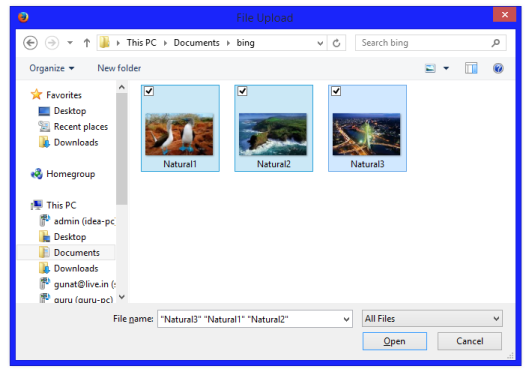 File Upload
This PC Documents bing
Search bing
Organize New folder
Favorites
Desktop
Recent places
Downloads
Homegroup
This PC
admin (idea-pc
Desktop
Documents
Downloads
gunat@live.in (
guru (guru-pc)
Natural1 Natural2 Natural3
File name: "Natural3" "Natural1" "Natural2" All Files
Open Cancel